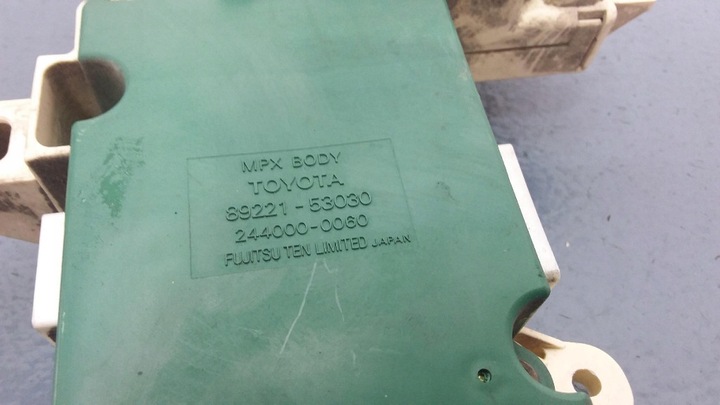 MPX BODY
TOYOTA
89221-53030
244000-0060
FUJITSU TEN LIMITED JAPAN